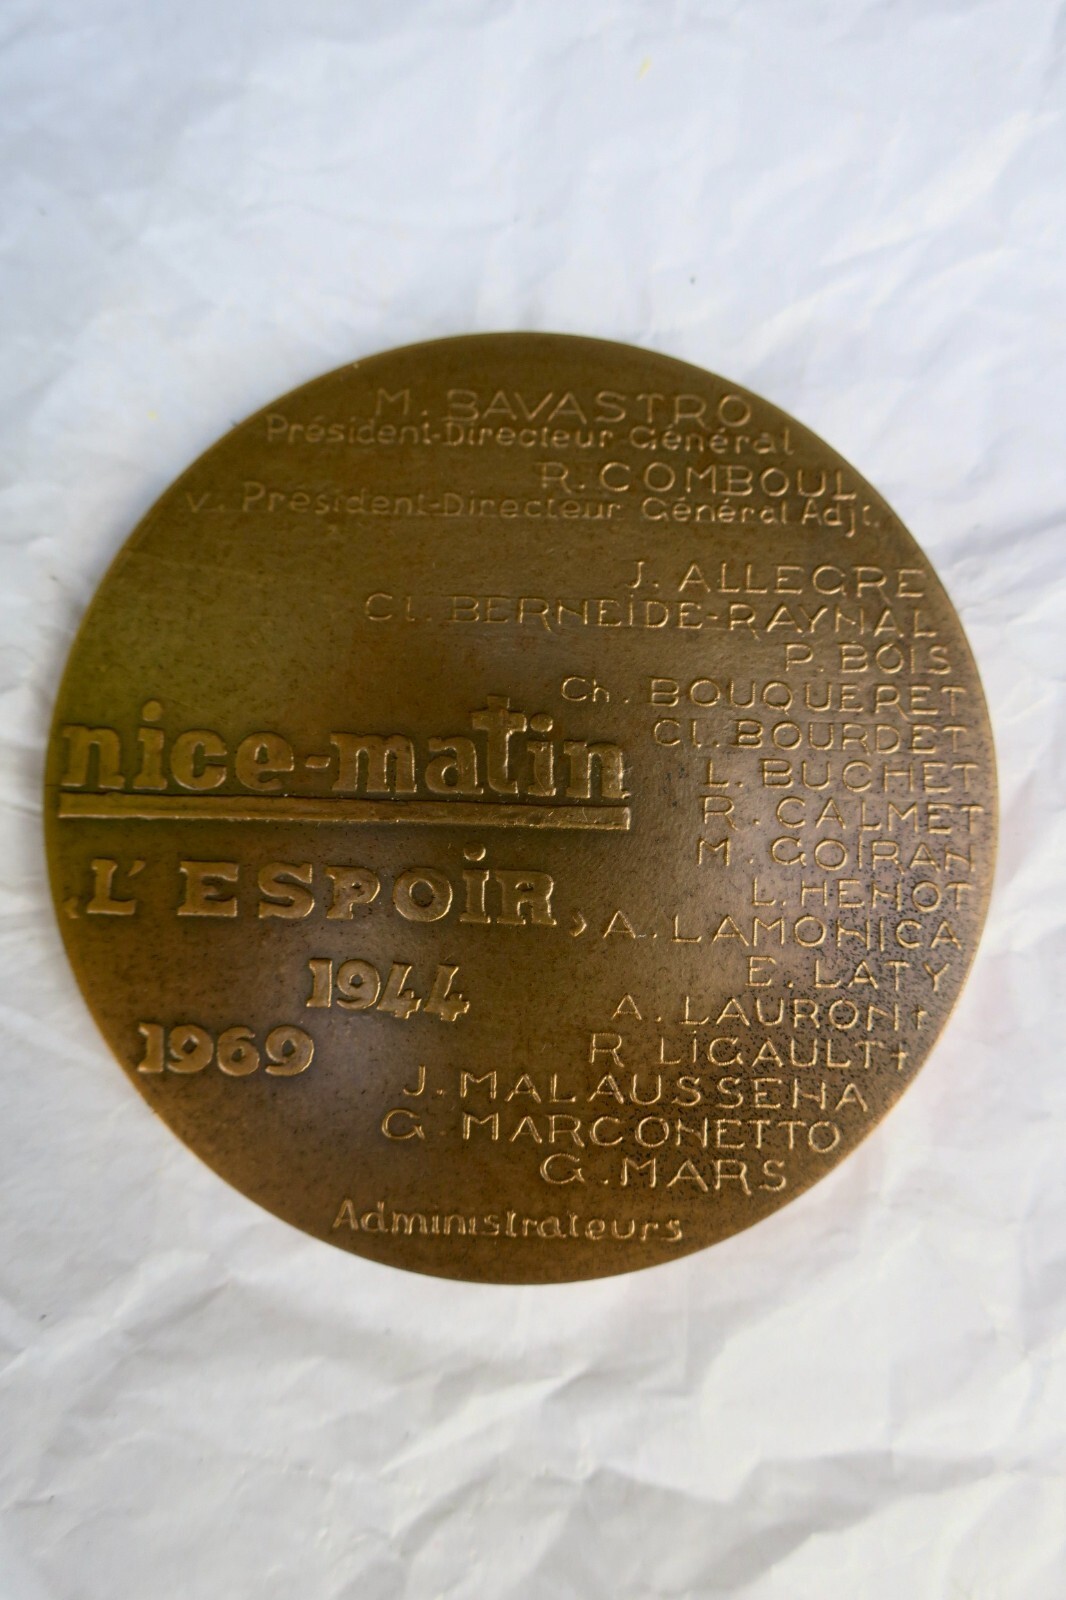 M. BAVASTRO
Président-Directeur Général
R. COMBOUL
V. Président-Directeur Général Adjt.
J. ALLEGRE
Cl. BERNEIDE-RAYNAL
P. BOIS
Ch. BOUQUERET
Cl. BOURDET
L. BUCHET
R. CALMET
M. GOIRAN
L. HENOT
A. LAMONICA
E. LATY
A. LAURON†
R. LIGAULT†
J. MALAUSSENA
G. MARCONETTO
G. MARS
Administrateurs
nice-matin
"L'ESPOIR"
1944
1969